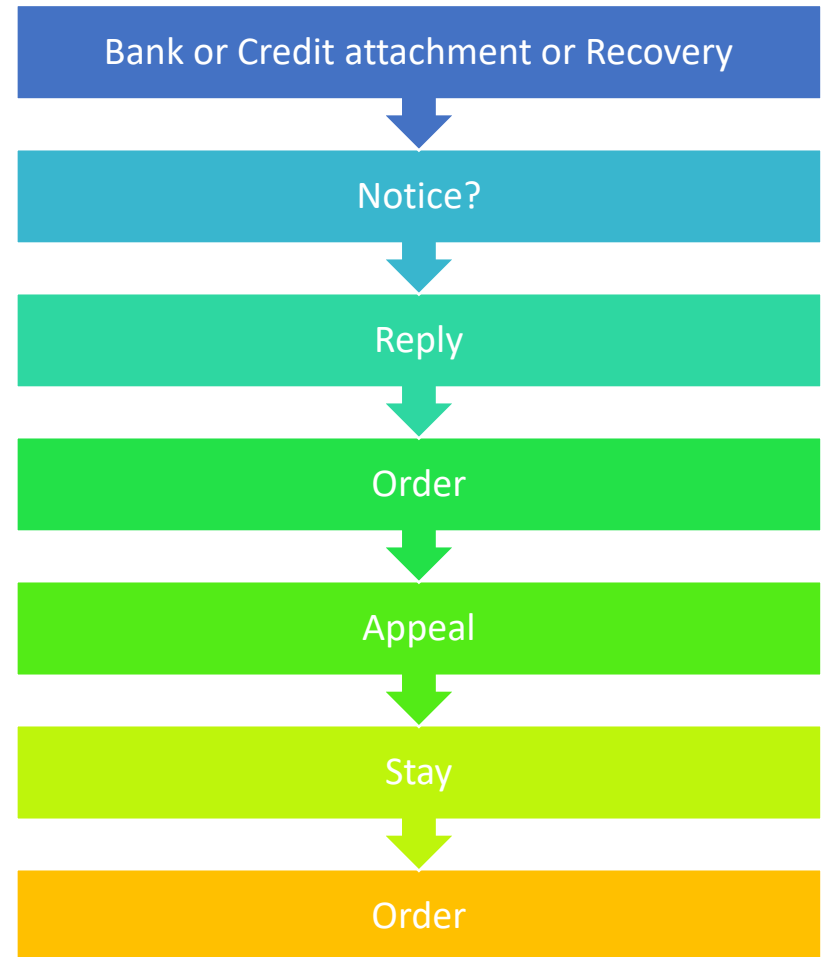 Bank or Credit attachment or Recovery
Notice?
Reply
Order
Appeal
Stay
Order